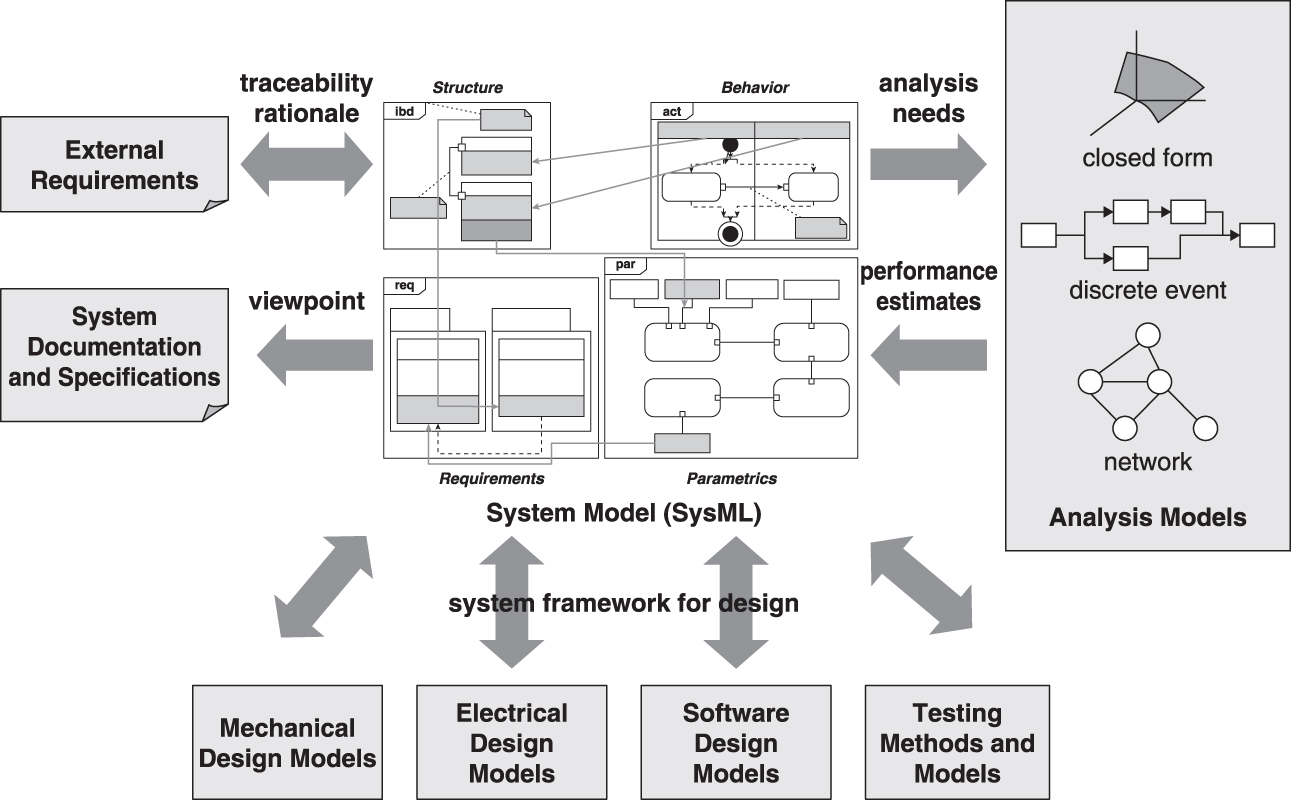 traceability
rationale
Structure
Behavior
analysis
needs
ibd
act
External
Requirements
closed form
discrete event
network
Analysis Models
System
Documentation
and Specifications
viewpoint
req
par
performance
estimates
Requirements
Parametrics
System Model (SysML)
system framework for design
Mechanical
Design Models
Electrical
Design
Models
Software
Design
Models
Testing
Methods and
Models